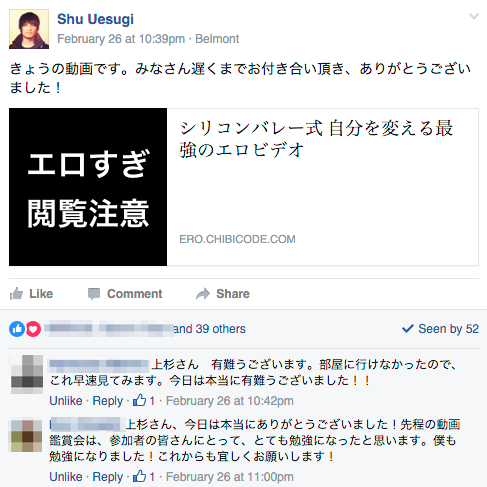 Shu Uesugi
February 26 at 10:39pm · Belmont
きょうの動画です。みなさん遅くまでお付き合い頂き、ありがとうござい
ました！
エロすぎ
閲覧注意
シリコンバレー式 自分を変える最
強のエロビデオ
ERO.CHIBICODE.COM
Like Comment Share
and 39 others
Seen by 52
上杉さん　有難うございます。部屋に行けなかったので、
これ早速見てみます。今日は本当に有難うございました！！
Unlike · Reply · 1 · February 26 at 10:42pm
上杉さん、今日は本当にありがとうございました！先程の動画
鑑賞会は、参加者の皆さんにとって、とても勉強になったと思います。僕も
勉強になりました！これからも宜しくお願いします！
Unlike · Reply · 1 · February 26 at 11:00pm